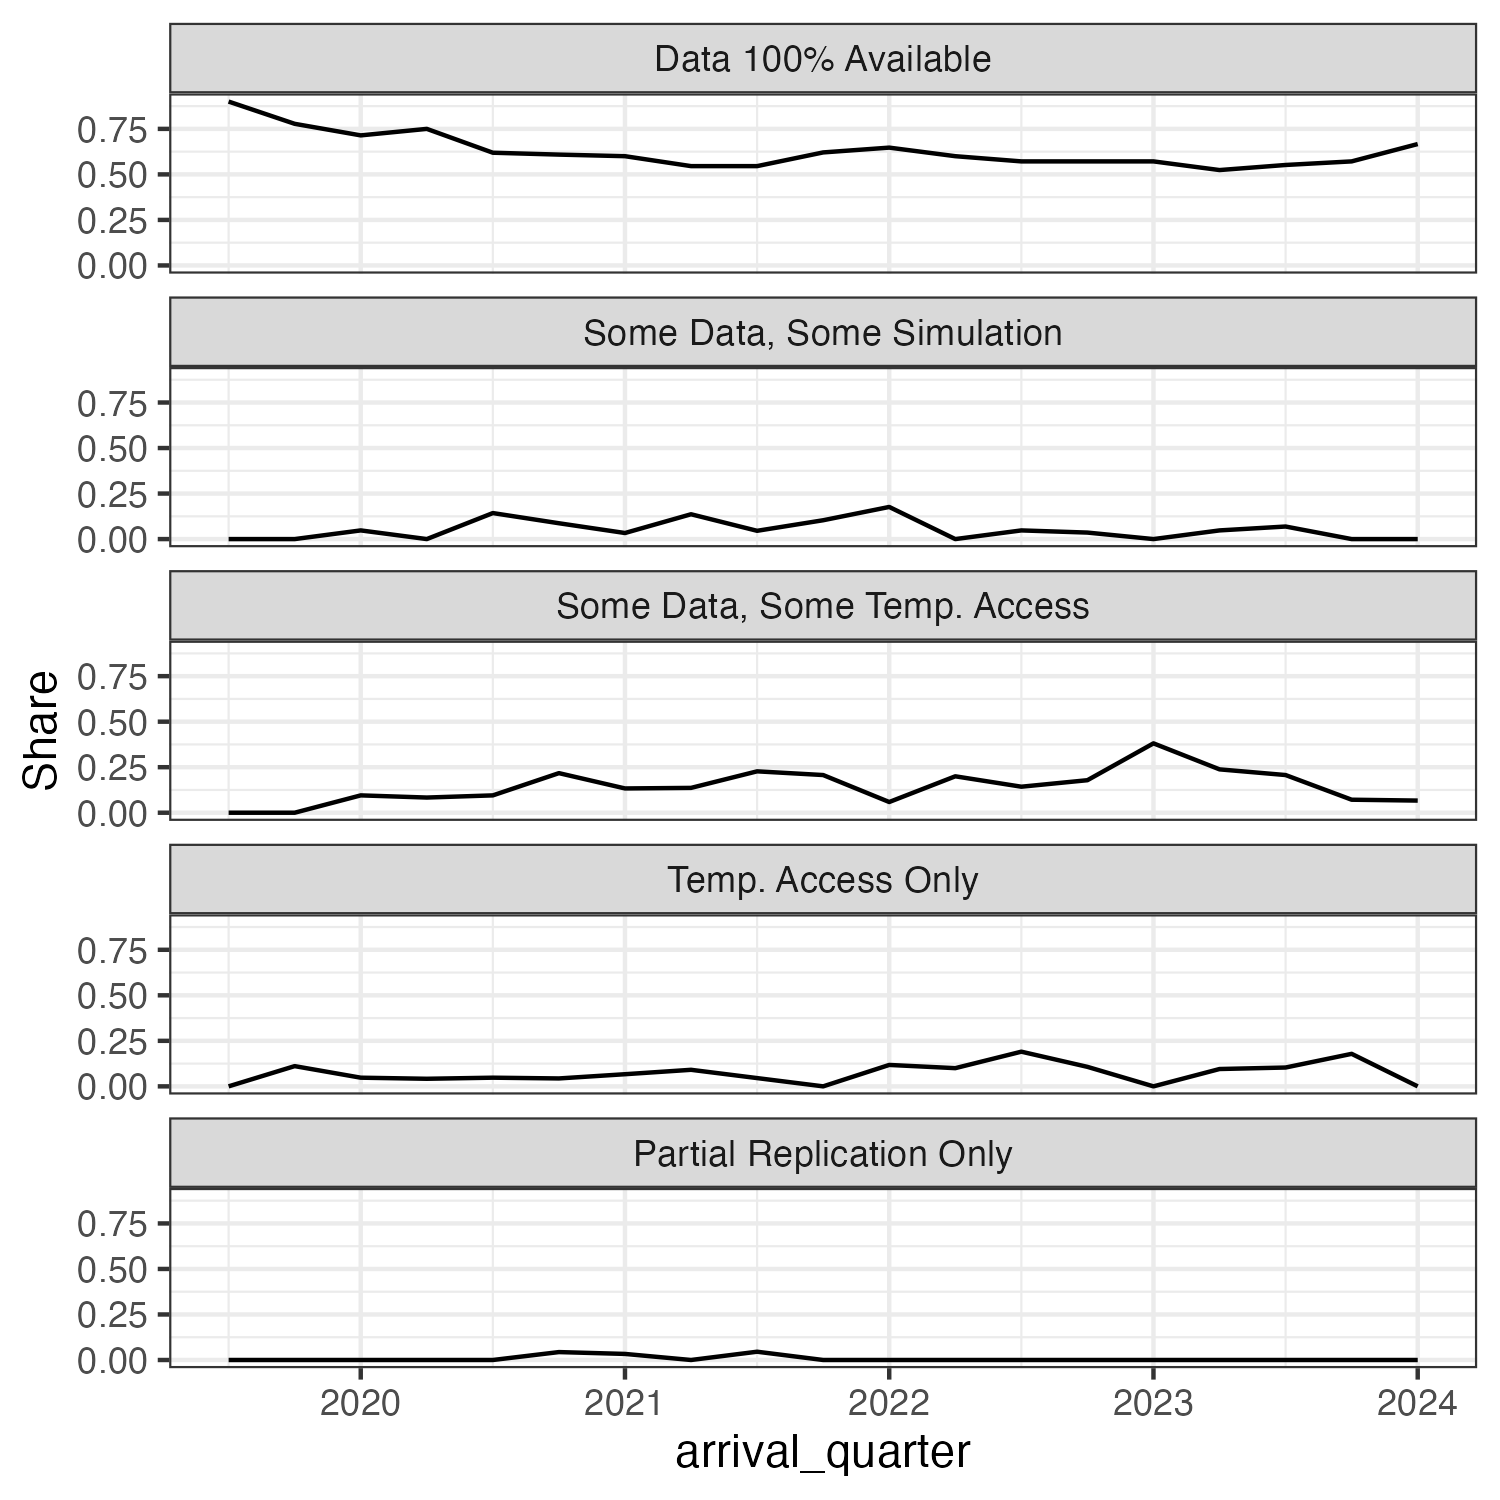 Data 100% Available
0.75
0.50
0.25
0.00
Some Data, Some Simulation
0.75
0.50
0.25
0.00
Some Data, Some Temp. Access
0.75
0.50
0.25
0.00
Share
Temp. Access Only
0.75
0.50
0.25
0.00
Partial Replication Only
0.75
0.50
0.25
0.00
2020 2021 2022 2023 2024
arrival_quarter